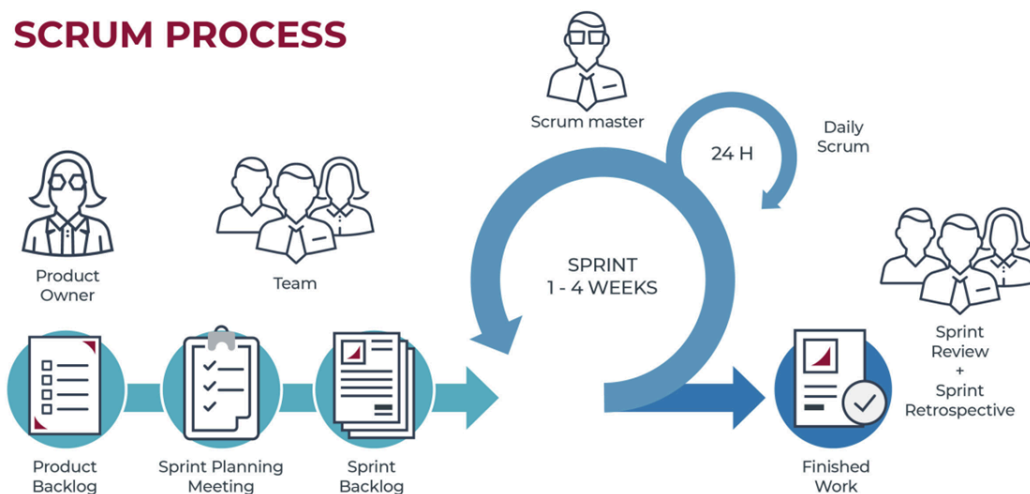 SCRUM PROCESS
Scrum master
24 H
Daily
Scrum
Product
Owner
Team
SPRINT
1 - 4 WEEKS
Sprint
Review
+
Sprint
Retrospective
Product
Backlog
Sprint Planning
Meeting
Sprint
Backlog
Finished
Work